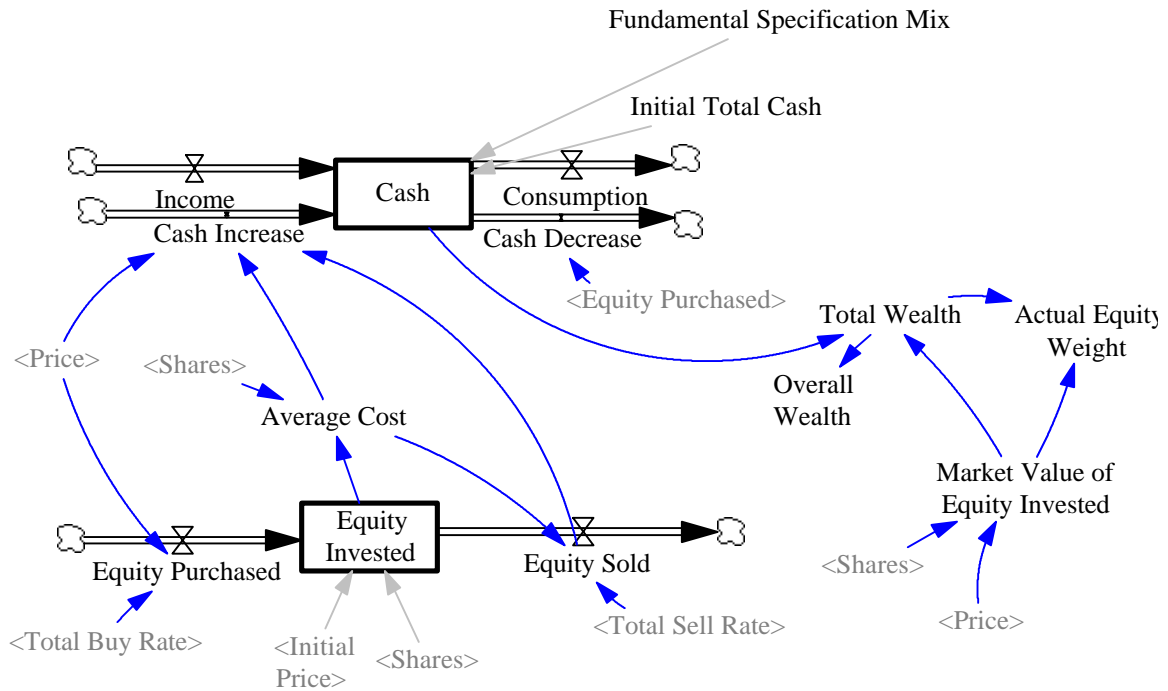 Fundamental Specification Mix
Initial Total Cash
Cash
Income
Consumption
Cash Increase
Cash Decrease
<Equity Purchased>
Total Wealth
Actual Equity
Weight
<Price>
<Shares>
Overall
Wealth
Average Cost
Market Value of
Equity Invested
Equity
Invested
Equity Purchased
Equity Sold
<Shares>
<Total Buy Rate>
<Initial
Price>
<Shares>
<Total Sell Rate>
<Price>